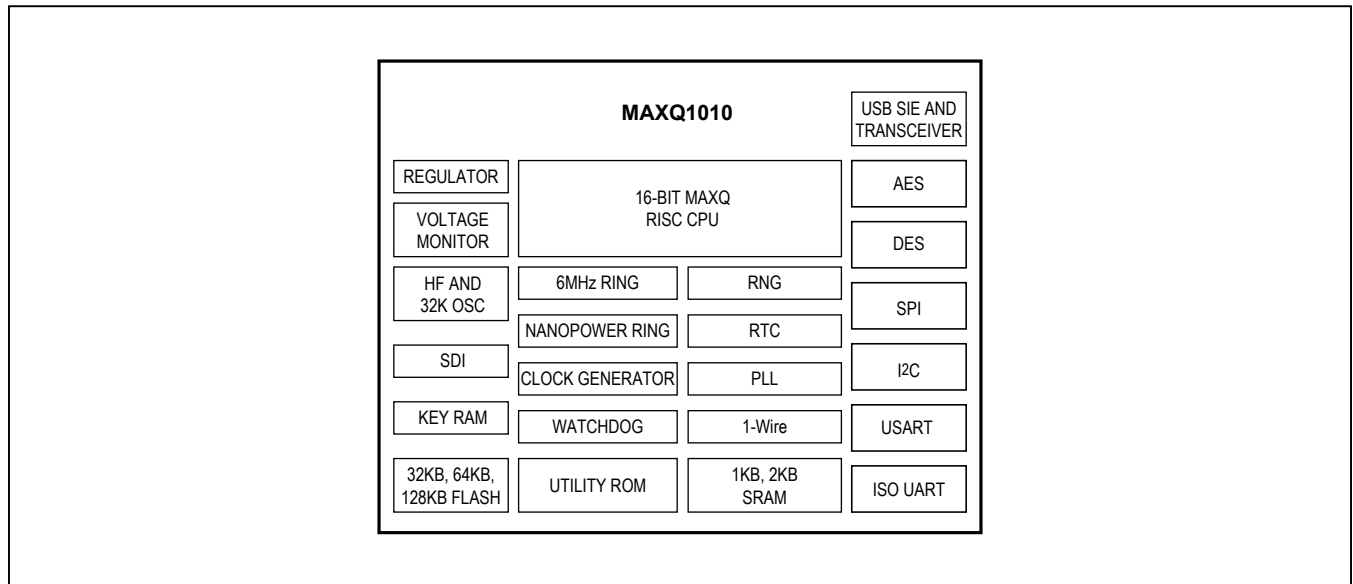 MAXQ1010
USB SIE AND
TRANSCEIVER
REGULATOR
16-BIT MAXQ
RISC CPU
AES
VOLTAGE
MONITOR
DES
HF AND
32K OSC
6MHz RING
RNG
SPI
NANOPOWER RING
RTC
SDI
CLOCK GENERATOR
PLL
I2C
KEY RAM
WATCHDOG
1-Wire
USART
32KB, 64KB,
128KB FLASH
UTILITY ROM
1KB, 2KB
SRAM
ISO UART